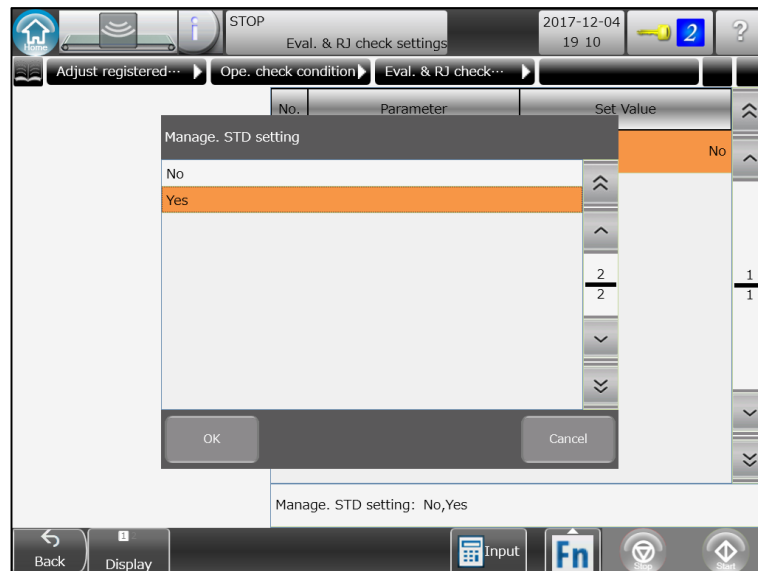 STOP
Eval. & RJ check settings
2017-12-04
19 10
2
?
Home
i
Adjust registered…
Ope. check condition
Eval. & RJ check…
No.
Parameter
Set Value
No
Manage. STD setting
No
Yes
2
2
1
1
OK
Cancel
Manage. STD setting: No,Yes
Back
1
Display
Input
Fn
Stop
Start